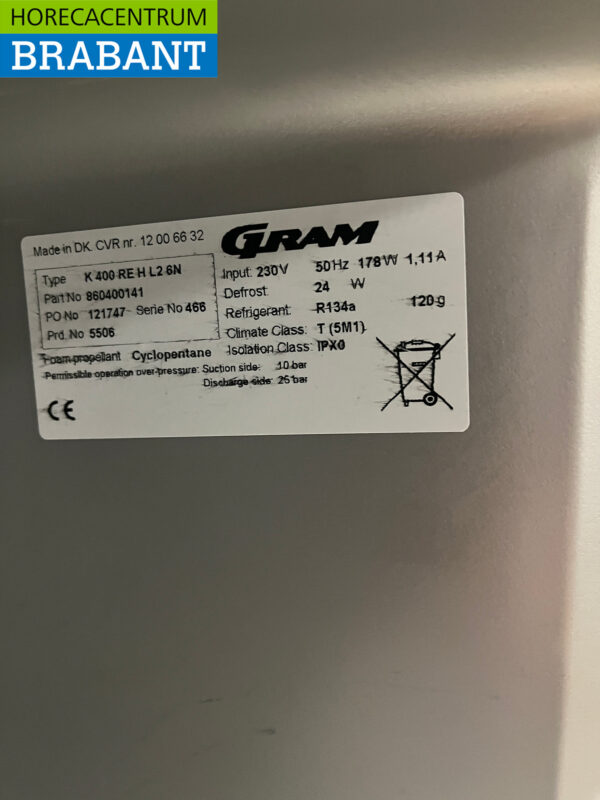 HORECACENTRUM
BRABANT
Made in DK. CVR nr. 12 00 66 32
GRAM
Type K 400 RE H L2 6N
Part No 860400141
PO No 121747 Serie No 466
Prd. No 5506
Input: 230V 50Hz 178W 1,11A
Defrost: 24 W
Refrigerant: R134a 120 g
Climate Class: T (5M1)
Isolation Class: IPX0
Foam propellant Cyclopentane
Permissible operation over-pressure: Suction side: 10 bar
Discharge side: 25 bar
CE